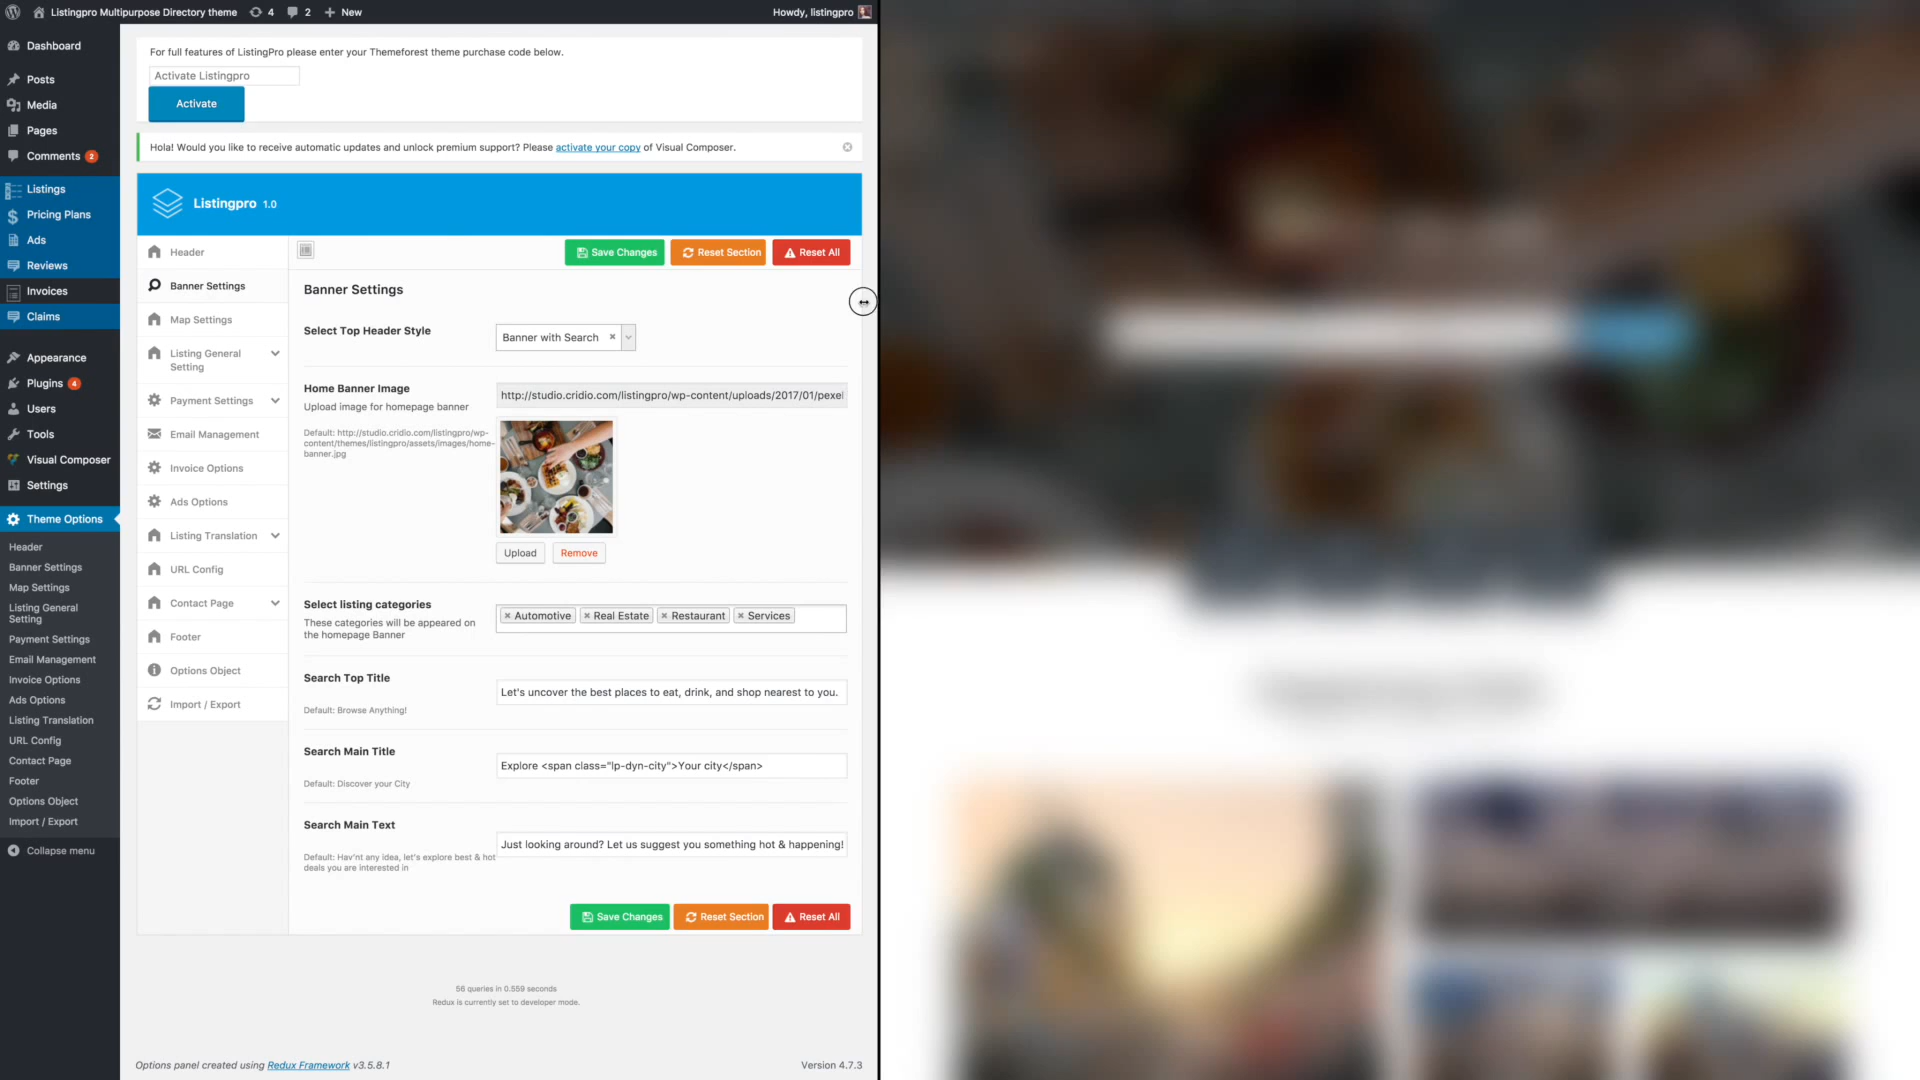 Listingpro Multipurpose Directory theme 4 2 New
Howdy, listingpro
Dashboard
Posts
Media
Pages
Comments 2
Listings
Pricing Plans
Ads
Reviews
Invoices
Claims
Appearance
Plugins 4
Users
Tools
Visual Composer
Settings
Theme Options
Header
Banner Settings
Map Settings
Listing General
Setting
Payment Settings
Email Management
Invoice Options
Ads Options
Listing Translation
URL Config
Contact Page
Footer
Options Object
Import / Export
Collapse menu
For full features of ListingPro please enter your Themeforest theme purchase code below.
Activate Listingpro
Activate
Hola! Would you like to receive automatic updates and unlock premium support? Please activate your copy of Visual Composer.
Listingpro 1.0
Header
Banner Settings
Map Settings
Listing General
Setting
Payment Settings
Email Management
Invoice Options
Ads Options
Listing Translation
URL Config
Contact Page
Footer
Options Object
Import / Export
Save Changes Reset Section Reset All
Banner Settings
Select Top Header Style
Banner with Search
Home Banner Image
Upload image for homepage banner
Default: http://studio.cridio.com/listingpro/wp-
content/themes/listingpro/assets/images/home-
banner.jpg
http://studio.cridio.com/listingpro/wp-content/uploads/2017/01/pexel
Upload Remove
Select listing categories
These categories will be appeared on
the homepage Banner
× Automotive × Real Estate × Restaurant × Services
Search Top Title
Default: Browse Anything!
Let's uncover the best places to eat, drink, and shop nearest to you.
Search Main Title
Default: Discover your City
Explore <span class="lp-dyn-city">Your city</span>
Search Main Text
Default: Hav'nt any idea, let's explore best & hot
deals you are interested in
Just looking around? Let us suggest you something hot & happening!
Save Changes Reset Section Reset All
56 queries in 0.559 seconds
Redux is currently set to developer mode.
Options panel created using Redux Framework v3.5.8.1
Version 4.7.3